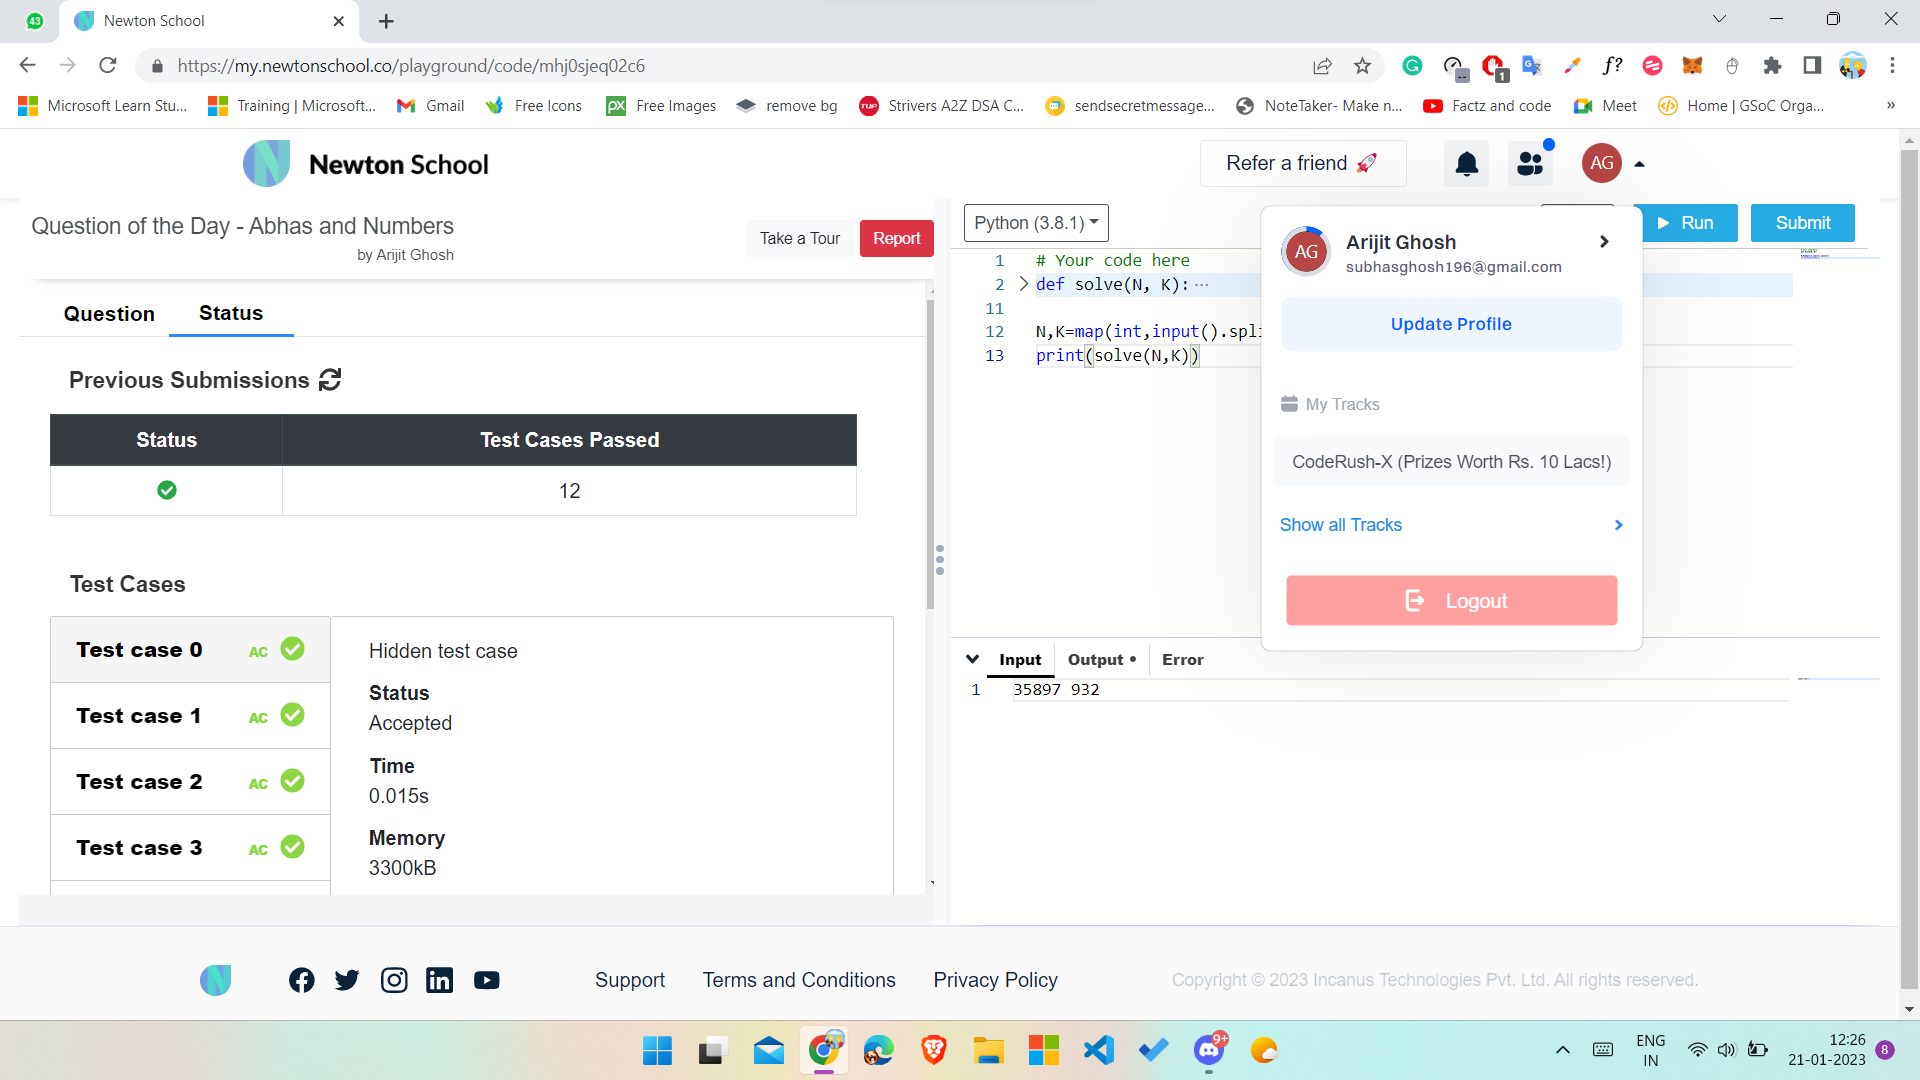 43
Newton School
https://my.newtonschool.co/playground/code/mhj0sjeq02c6
1
f?
Microsoft Learn Stu...
Training | Microsoft...
Gmail
Free Icons
Free Images
remove bg
Strivers A2Z DSA C...
sendsecretmessage...
NoteTaker- Make n...
Factz and code
Meet
Home | GSoC Orga...
»
Newton School
Refer a friend 🚀
AG
Question of the Day - Abhas and Numbers
by Arijit Ghosh
Take a Tour
Report
Python (3.8.1)
Run
Submit
Question
Status
Previous Submissions
Status
Test Cases Passed
12
Test Cases
Test case 0
AC
Test case 1
AC
Test case 2
AC
Test case 3
AC
Hidden test case
Status
Accepted
Time
0.015s
Memory
3300kB
1 # Your code here
2 def solve(N, K): ...
11
12 N,K=map(int,input().spl
13 print(solve(N,K))
AG
Arijit Ghosh
subhasghosh196@gmail.com
Update Profile
My Tracks
CodeRush-X (Prizes Worth Rs. 10 Lacs!)
Show all Tracks
Logout
Input
Output •
Error
1 35897 932
Support
Terms and Conditions
Privacy Policy
Copyright © 2023 Incanus Technologies Pvt. Ltd. All rights reserved.
9+
ENG
IN
12:26
21-01-2023
8